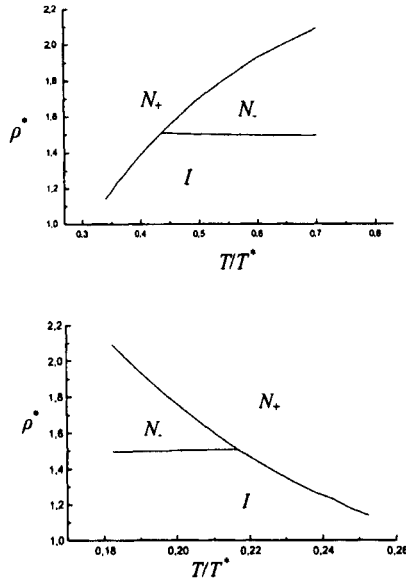 2,2
2,0
N₊
1,8
N₋
ρ*
1,6
1,4
I
1,2
1,0
0,3 0,4 0,5 0,6 0,7 0,8
T/T*
2,2
2,0
N₊
1,8
ρ*
N₋
1,6
1,4
1,2
I
1,0
0,18 0,20 0,22 0,24 0,26
T/T*